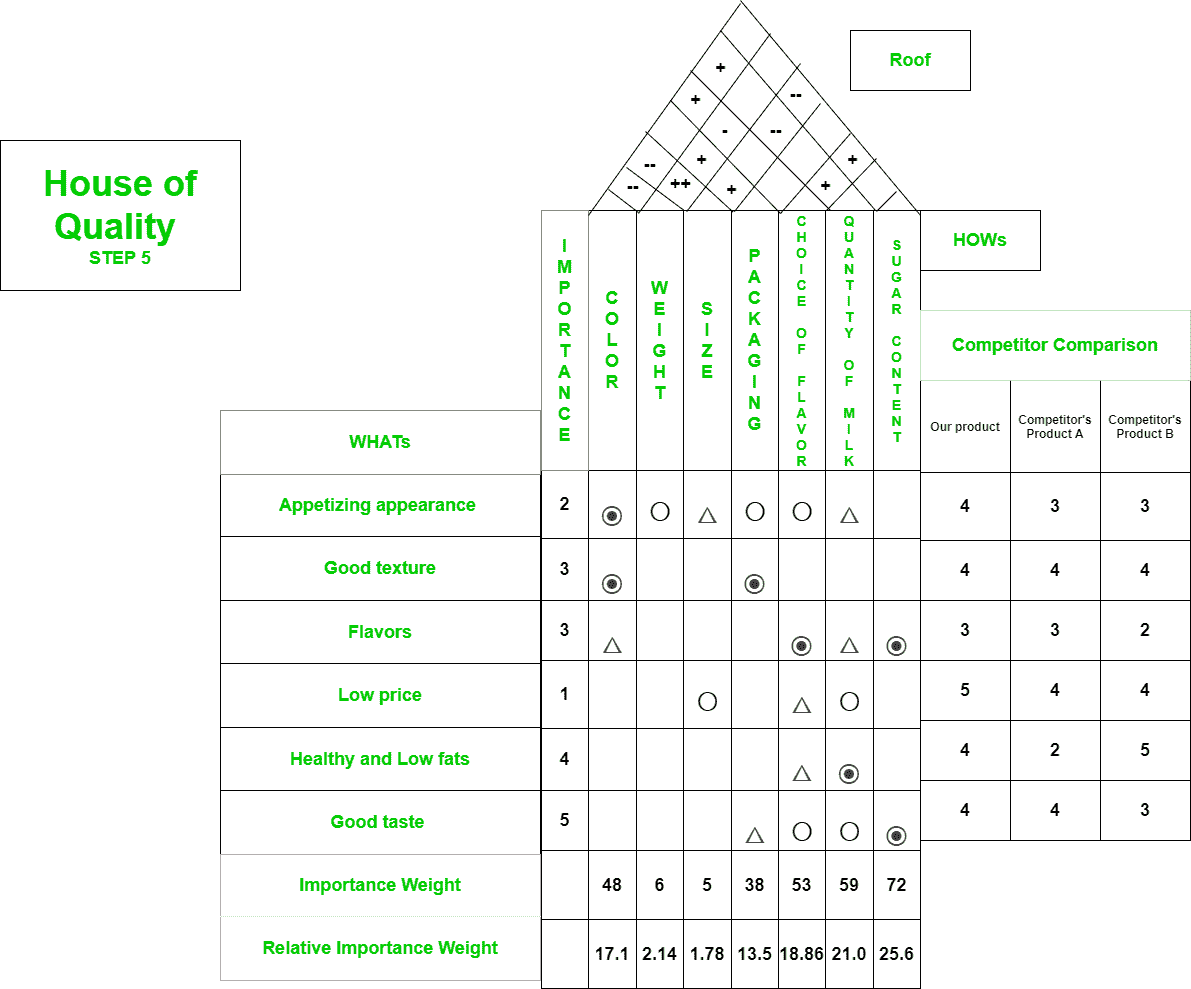 Roof
House of
Quality
STEP 5
+
+
--
-
--
--
+
+
--
++
+
+
HOWs
IMPORTANCE
COLOR
WEIGHT
SIZE
PACKAGING
CHOICE OF FLAVOR
QUANTITY OF MILK
SUGAR CONTENT
Competitor Comparison
Our product
Competitor's
Product A
Competitor's
Product B
WHATs
Appetizing appearance 2 4 3 3
Good texture 3 4 4 4
Flavors 3 3 3 2
Low price 1 5 4 4
Healthy and Low fats 4 4 2 5
Good taste 5 4 4 3
Importance Weight 48 6 5 38 53 59 72
Relative Importance Weight 17.1 2.14 1.78 13.5 18.86 21.0 25.6